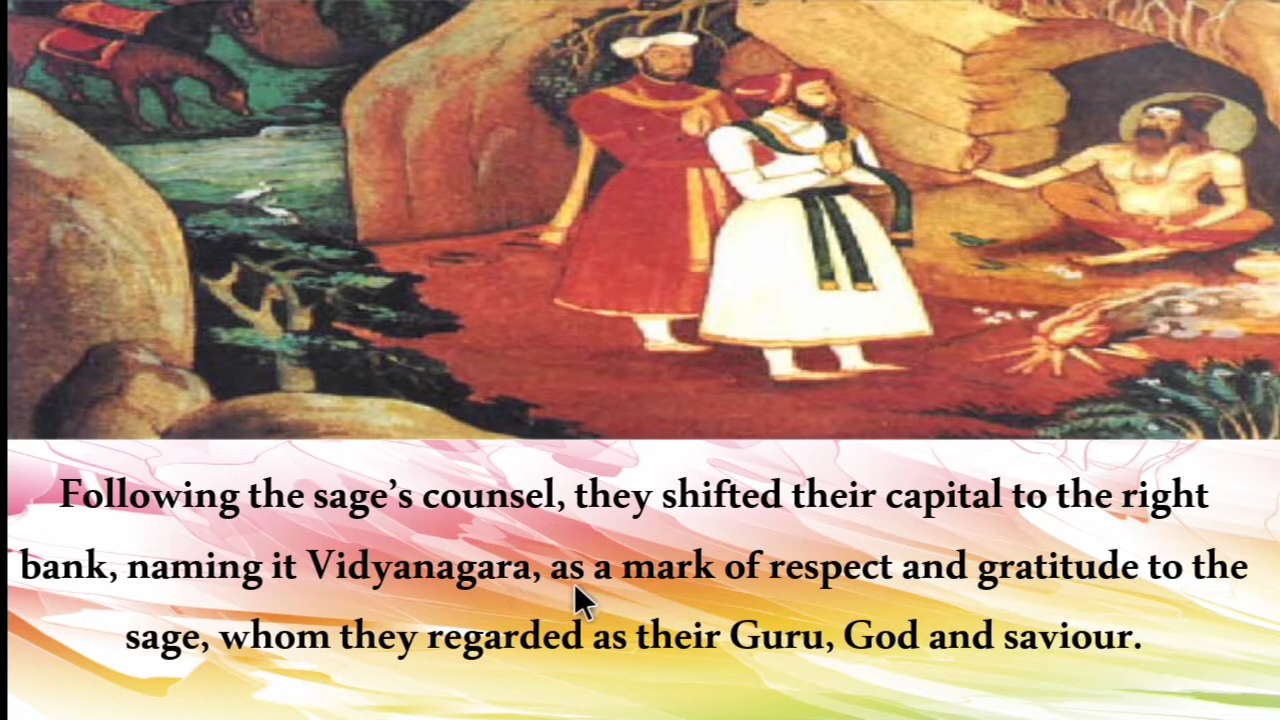 Following the sage’s counsel, they shifted their capital to the right
bank, naming it Vidyanagara, as a mark of respect and gratitude to the
sage, whom they regarded as their Guru, God and saviour.